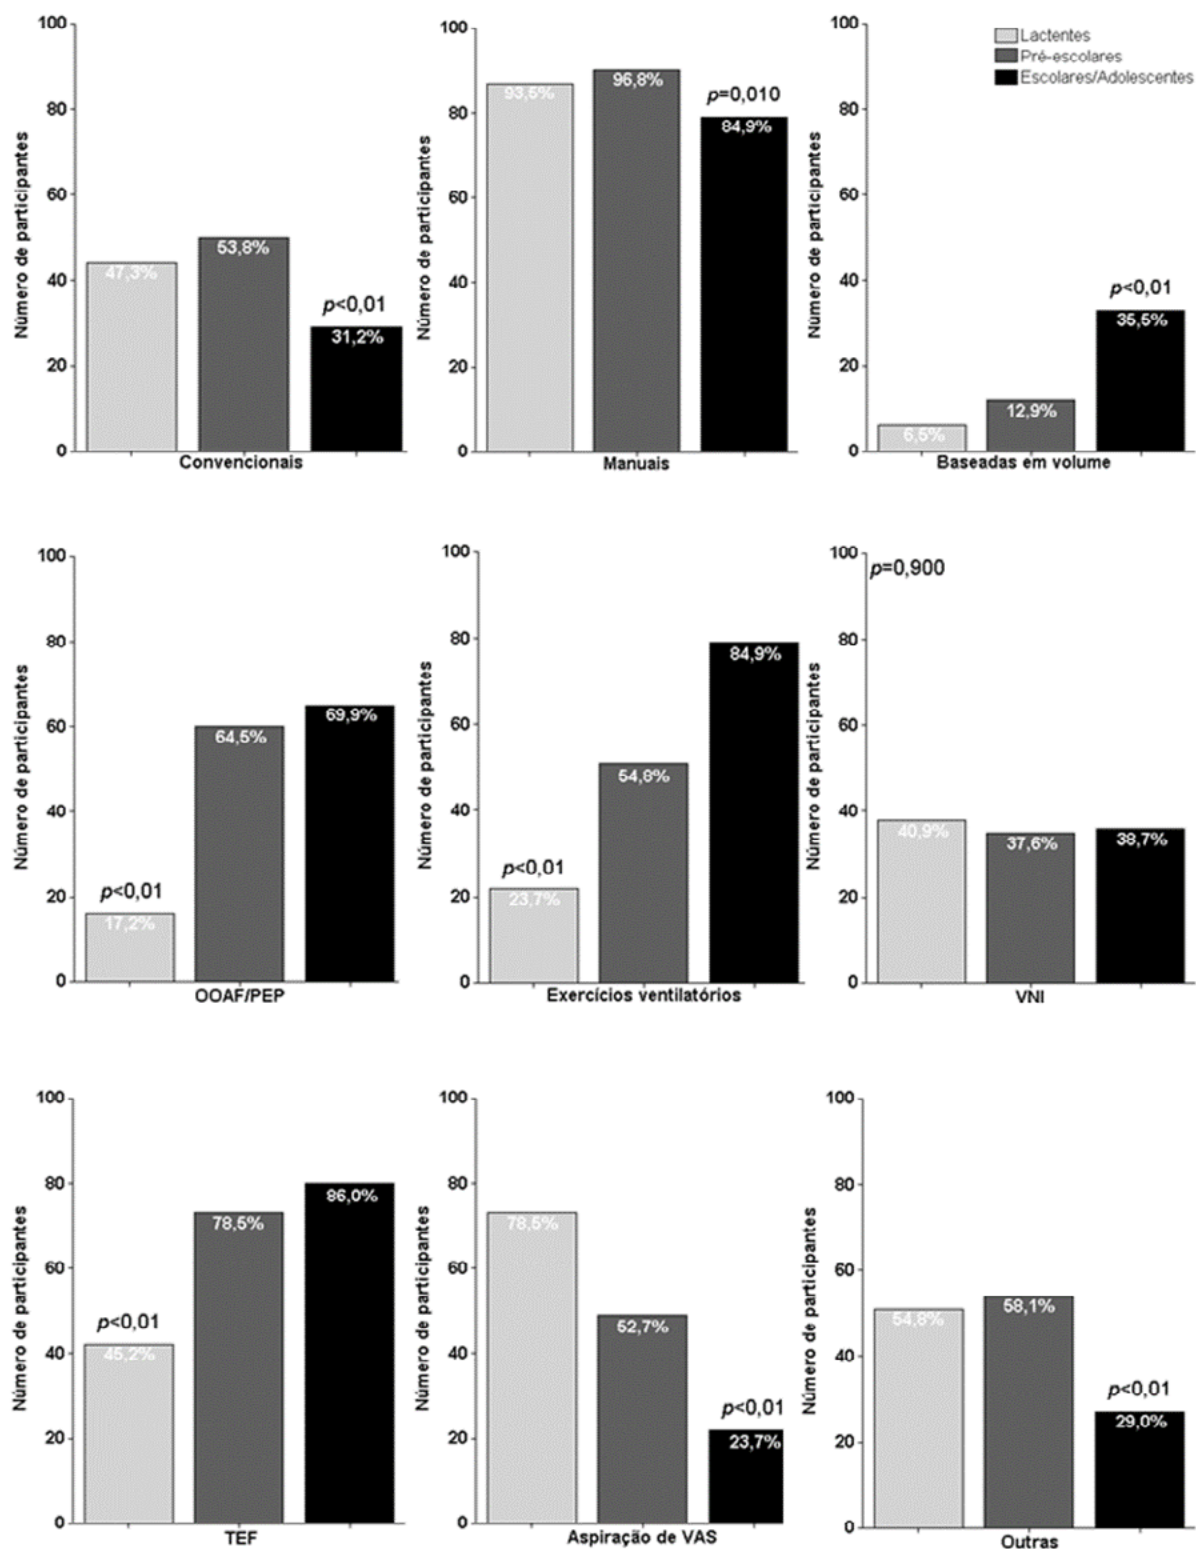 Lactentes
Pré-escolares
Escolares/Adolescentes
Número de participantes
100
80
60
40
20
0
47,3%
53,8%
p<0,01
31,2%
Convencionais
Número de participantes
100
80
60
40
20
0
93,5%
96,8%
p=0,010
84,9%
Manuais
Número de participantes
100
80
60
40
20
0
6,5%
12,9%
p<0,01
35,5%
Baseadas em volume
Número de participantes
100
80
60
40
20
0
p<0,01
17,2%
64,5%
69,9%
OOAF/PEP
Número de participantes
100
80
60
40
20
0
p<0,01
23,7%
54,8%
84,9%
Exercícios ventilatórios
Número de participantes
100
80
60
40
20
0
p=0,900
40,9%
37,6%
38,7%
VNI
Número de participantes
100
80
60
40
20
0
p<0,01
45,2%
78,5%
86,0%
TEF
Número de participantes
100
80
60
40
20
0
78,5%
52,7%
p<0,01
23,7%
Aspiração de VAS
Número de participantes
100
80
60
40
20
0
54,8%
58,1%
p<0,01
29,0%
Outras